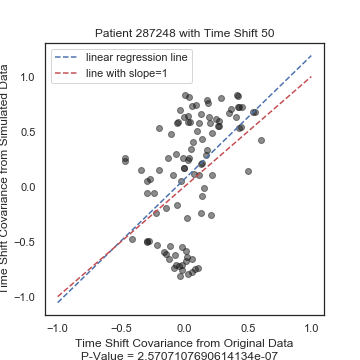 Patient 287248 with Time Shift 50
linear regression line
line with slope=1
Time Shift Covariance from Simulated Data
1.0
0.5
0.0
−0.5
−1.0
−1.0 −0.5 0.0 0.5 1.0
Time Shift Covariance from Original Data
P-Value = 2.5707107690614134e-07